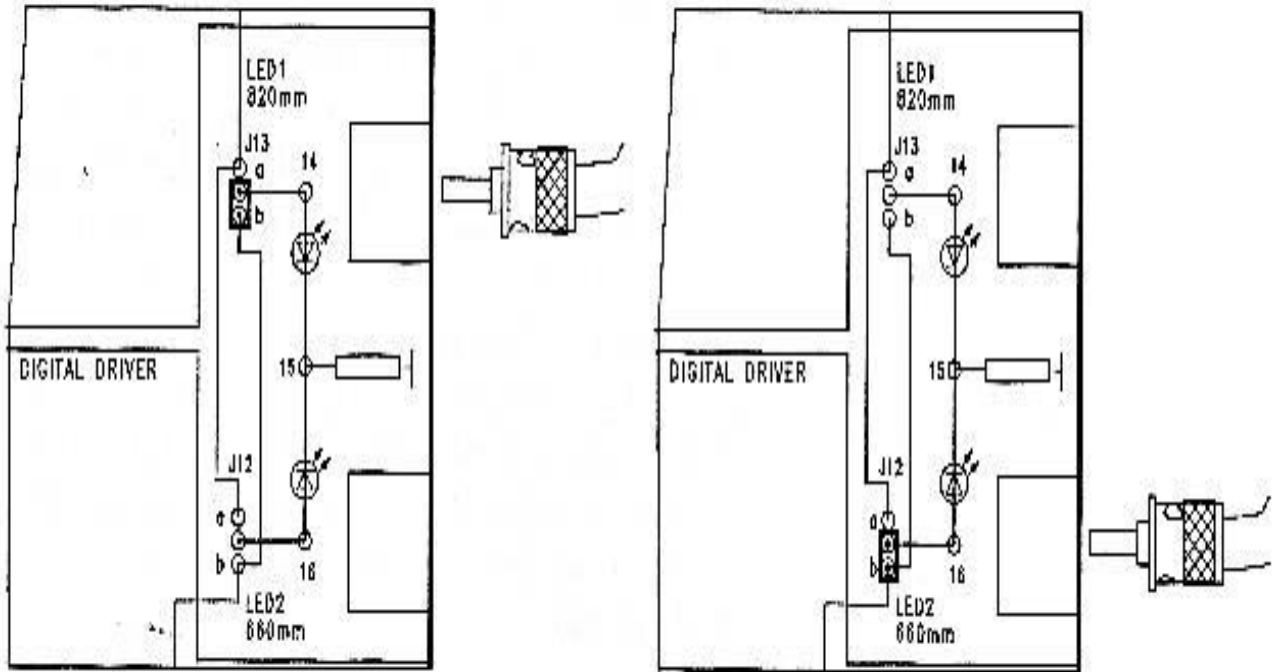 LED1
820mm
J13
a
14
b
DIGITAL DRIVER
15
J12
a
b
16
LED2
660mm
LED1
820mm
J13
a
14
b
DIGITAL DRIVER
15
J12
a
b
16
LED2
660mm